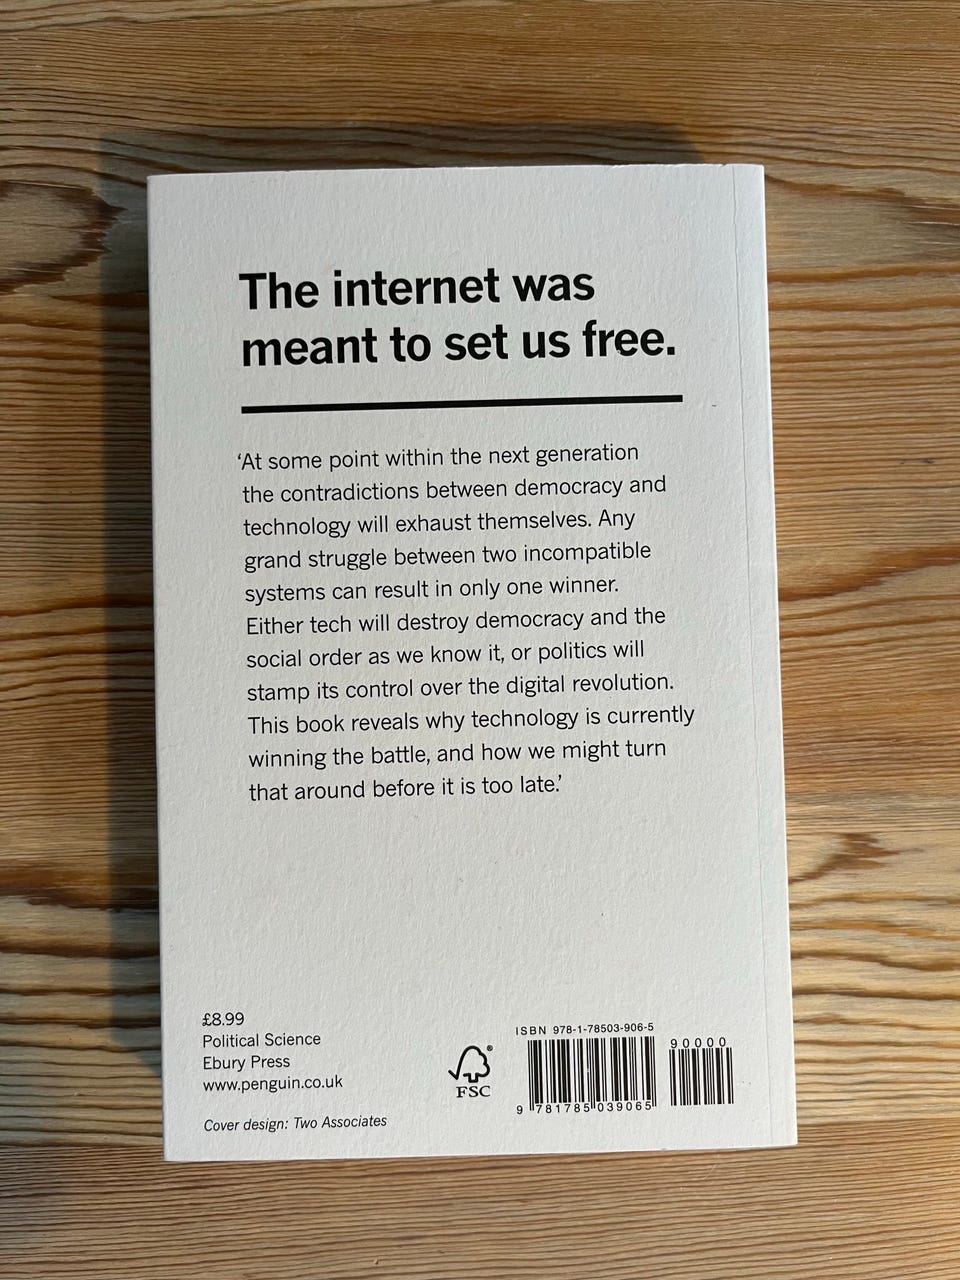 The internet was
meant to set us free.
‘At some point within the next generation
the contradictions between democracy and
technology will exhaust themselves. Any
grand struggle between two incompatible
systems can result in only one winner.
Either tech will destroy democracy and the
social order as we know it, or politics will
stamp its control over the digital revolution.
This book reveals why technology is currently
winning the battle, and how we might turn
that around before it is too late.’
£8.99
Political Science
Ebury Press
www.penguin.co.uk
Cover design: Two Associates
® FSC
ISBN 978-1-78503-906-5
90000
9 781785 039065